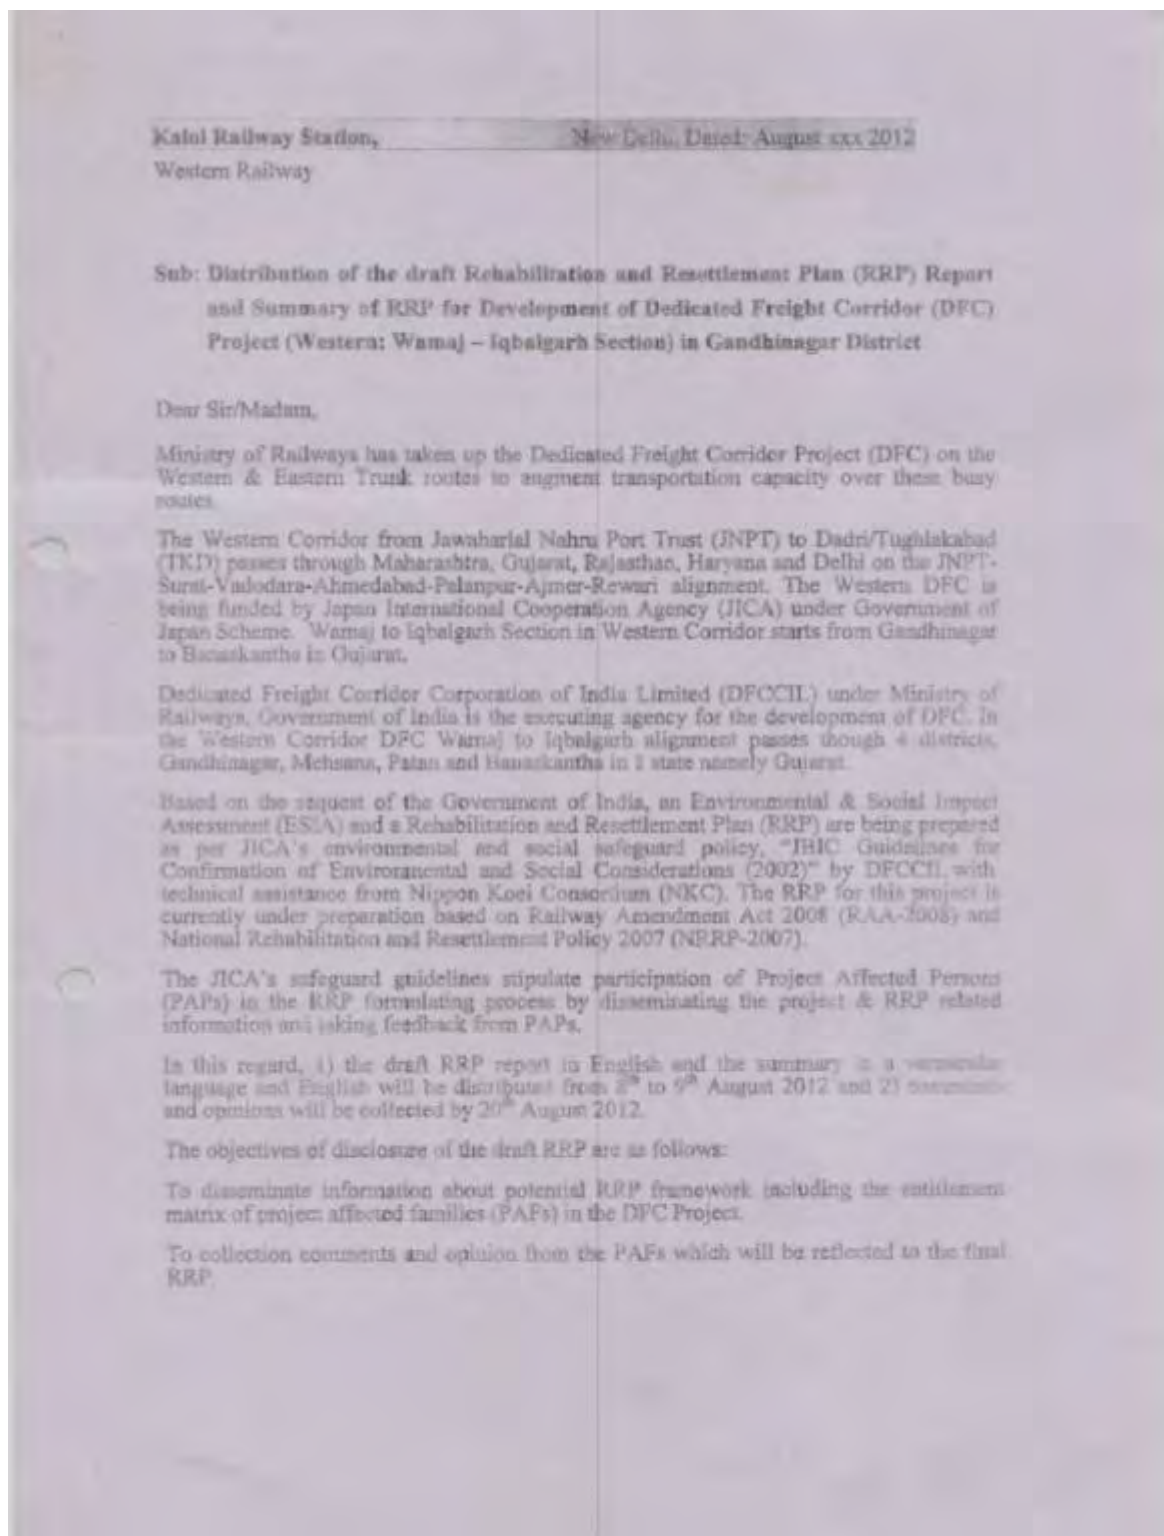 Kalol Railway Station, New Delhi, Dated: August xxx 2012
Western Railway
Sub: Distribution of the draft Rehabilitation and Resettlement Plan (RRP) Report
and Summary of RRP for Development of Dedicated Freight Corridor (DFC)
Project (Western: Wamaj – Iqbalgarh Section) in Gandhinagar District
Dear Sir/Madam,
Ministry of Railways has taken up the Dedicated Freight Corridor Project (DFC) on the
Western & Eastern Trunk routes to augment transportation capacity over these busy
routes.
The Western Corridor from Jawaharlal Nahru Port Trust (JNPT) to Dadri/Tughlakabad
(TKD) passes through Maharashtra, Gujarat, Rajasthan, Haryana and Delhi on the JNPT-
Surat-Vadodara-Ahmedabad-Palanpur-Ajmer-Rewari alignment. The Western DFC is
being funded by Japan International Cooperation Agency (JICA) under Government of
Japan Scheme. Wamaj to Iqbalgarh Section in Western Corridor starts from Gandhinagar
to Banaskantha in Gujarat.
Dedicated Freight Corridor Corporation of India Limited (DFCCIL) under Ministry of
Railways, Government of India is the executing agency for the development of DFC. In
the Western Corridor DFC Wamaj to Iqbalgarh alignment passes though 4 districts,
Gandhinagar, Mehsana, Patan and Banaskantha in 1 state namely Gujarat.
Based on the request of the Government of India, an Environmental & Social Impact
Assessment (ESIA) and a Rehabilitation and Resettlement Plan (RRP) are being prepared
as per JICA's environmental and social safeguard policy, "JBIC Guidelines for
Confirmation of Environmental and Social Considerations (2002)" by DFCCIL with
technical assistance from Nippon Koei Consortium (NKC). The RRP for this project is
currently under preparation based on Railway Amendment Act 2008 (RAA-2008) and
National Rehabilitation and Resettlement Policy 2007 (NRRP-2007).
The JICA's safeguard guidelines stipulate participation of Project Affected Persons
(PAPs) in the RRP formulating process by disseminating the project & RRP related
information and taking feedback from PAPs.
In this regard, 1) the draft RRP report in English and the summary in a vernacular
language and English will be distributed from 8th to 9th August 2012 and 2) comments
and opinions will be collected by 20th August 2012.
The objectives of disclosure of the draft RRP are as follows:
To disseminate information about potential RRP framework including the entitlement
matrix of project affected families (PAFs) in the DFC Project.
To collection comments and opinion from the PAFs which will be reflected to the final
RRP.